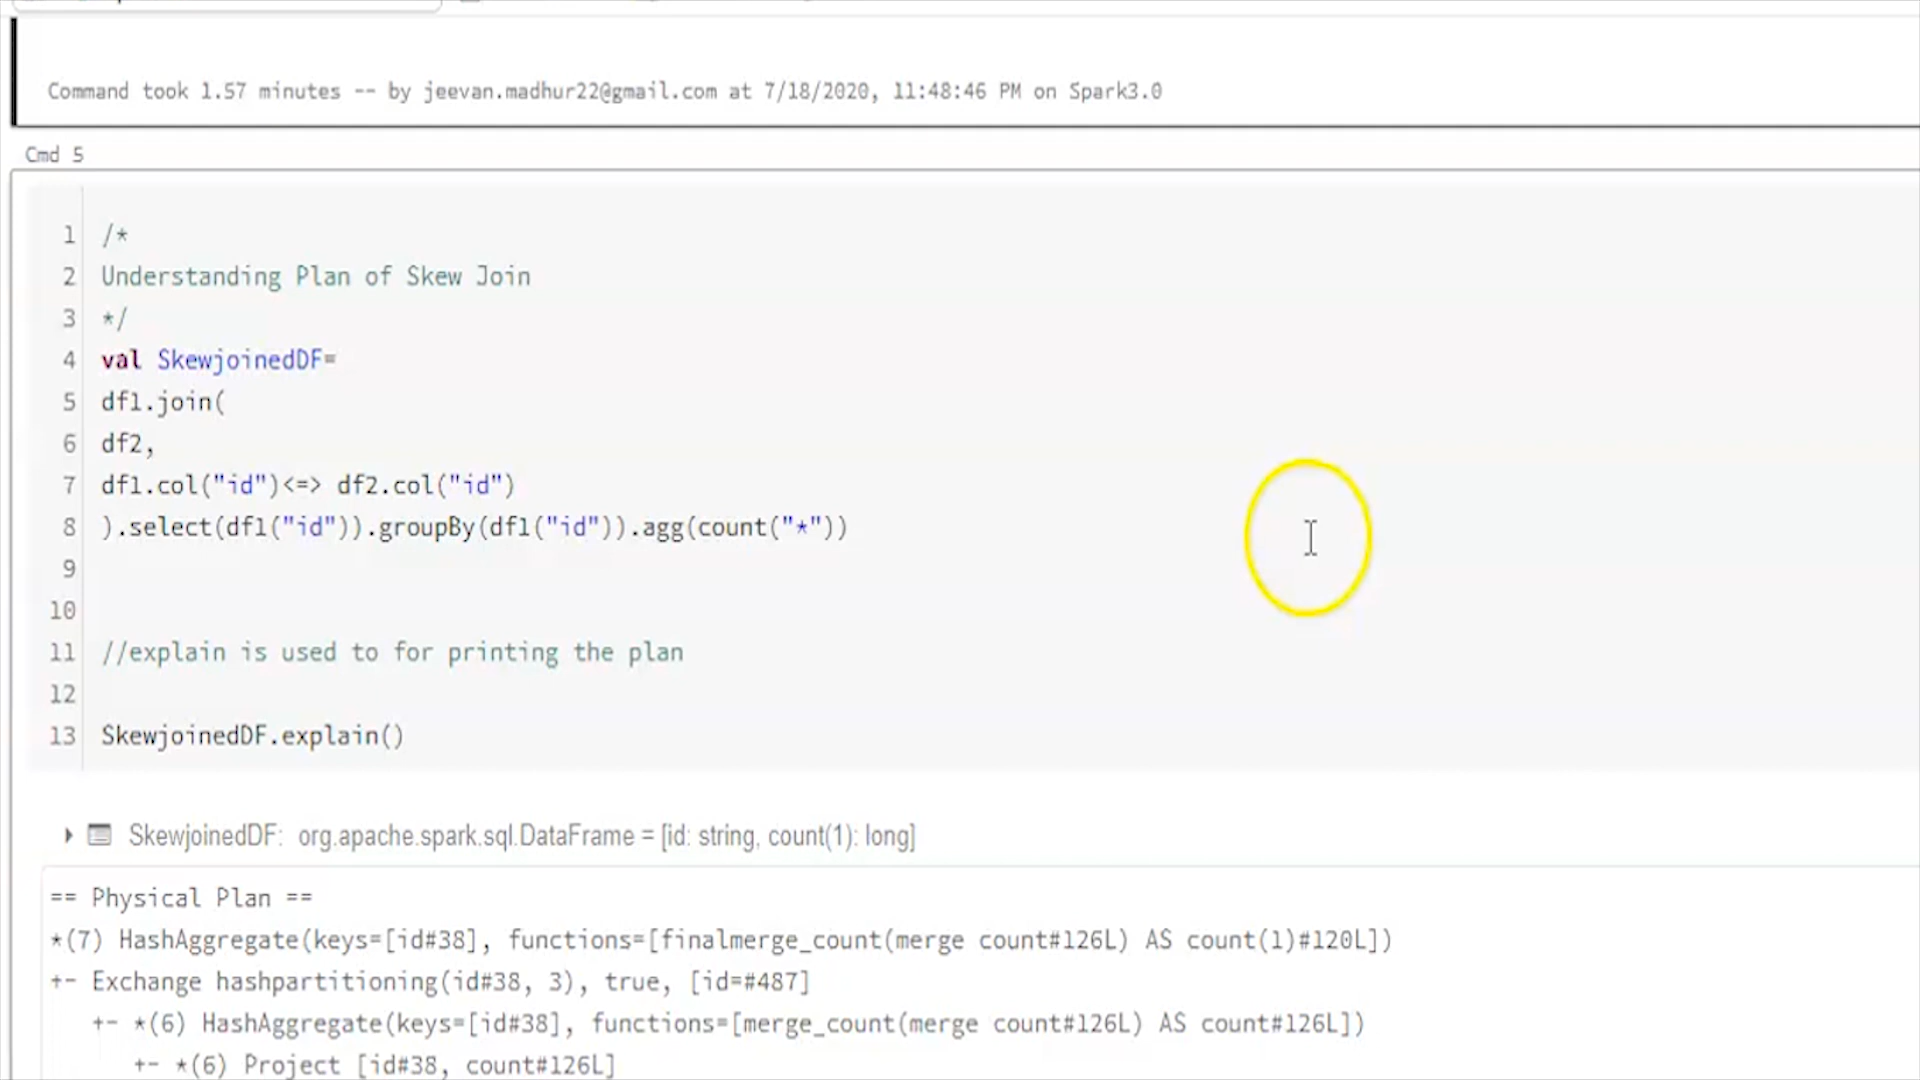 Command took 1.57 minutes -- by jeevan.madhur22@gmail.com at 7/18/2020, 11:48:46 PM on Spark3.0
Cmd 5
1 /*
2 Understanding Plan of Skew Join
3 */
4 val SkewjoinedDF=
5 df1.join(
6 df2,
7 df1.col("id")<=> df2.col("id")
8 ).select(df1("id")).groupBy(df1("id")).agg(count("*"))
9
10
11 //explain is used to for printing the plan
12
13 SkewjoinedDF.explain()
SkewjoinedDF: org.apache.spark.sql.DataFrame = [id: string, count(1): long]
== Physical Plan ==
*(7) HashAggregate(keys=[id#38], functions=[finalmerge_count(merge count#126L) AS count(1)#120L])
+- Exchange hashpartitioning(id#38, 3), true, [id=#487]
+- *(6) HashAggregate(keys=[id#38], functions=[merge_count(merge count#126L) AS count#126L])
+- *(6) Project [id#38, count#126L]